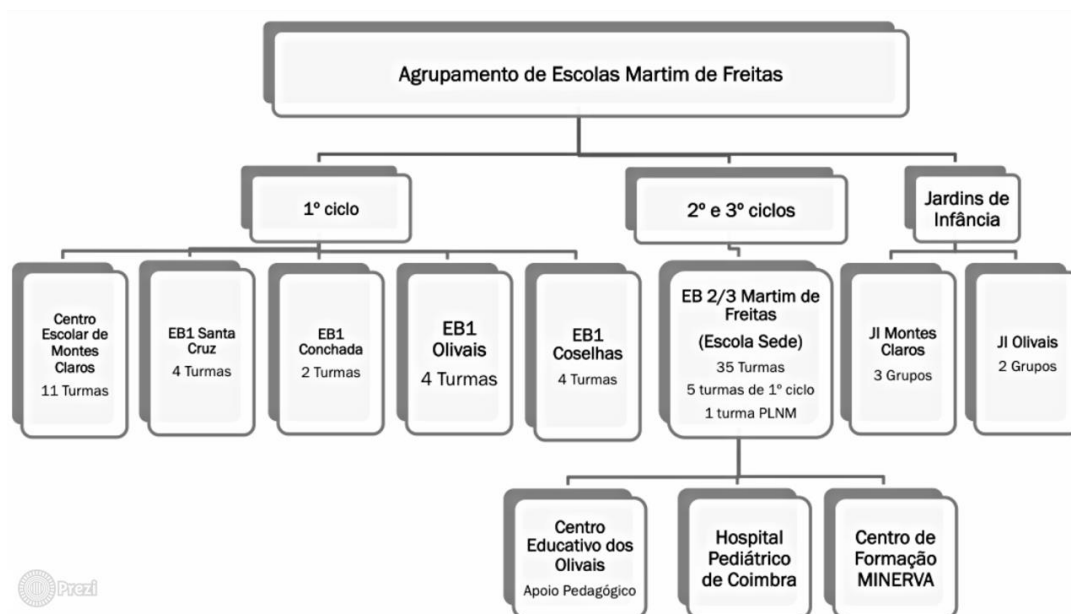 Agrupamento de Escolas Martim de Freitas
1º ciclo
2º e 3º ciclos
Jardins de
Infância
Centro
Escolar de
Montes
Claros
11 Turmas
EB1 Santa
Cruz
4 Turmas
EB1
Conchada
2 Turmas
EB1
Olivais
4 Turmas
EB1
Coselhas
4 Turmas
EB 2/3 Martim de
Freitas
(Escola Sede)
35 Turmas
5 turmas de 1º ciclo
1 turma PLNM
JI Montes
Claros
3 Grupos
JI Olivais
2 Grupos
Centro
Educativo dos
Olivais
Apoio Pedagógico
Hospital
Pediátrico
de Coimbra
Centro de
Formação
MINERVA
Prezi